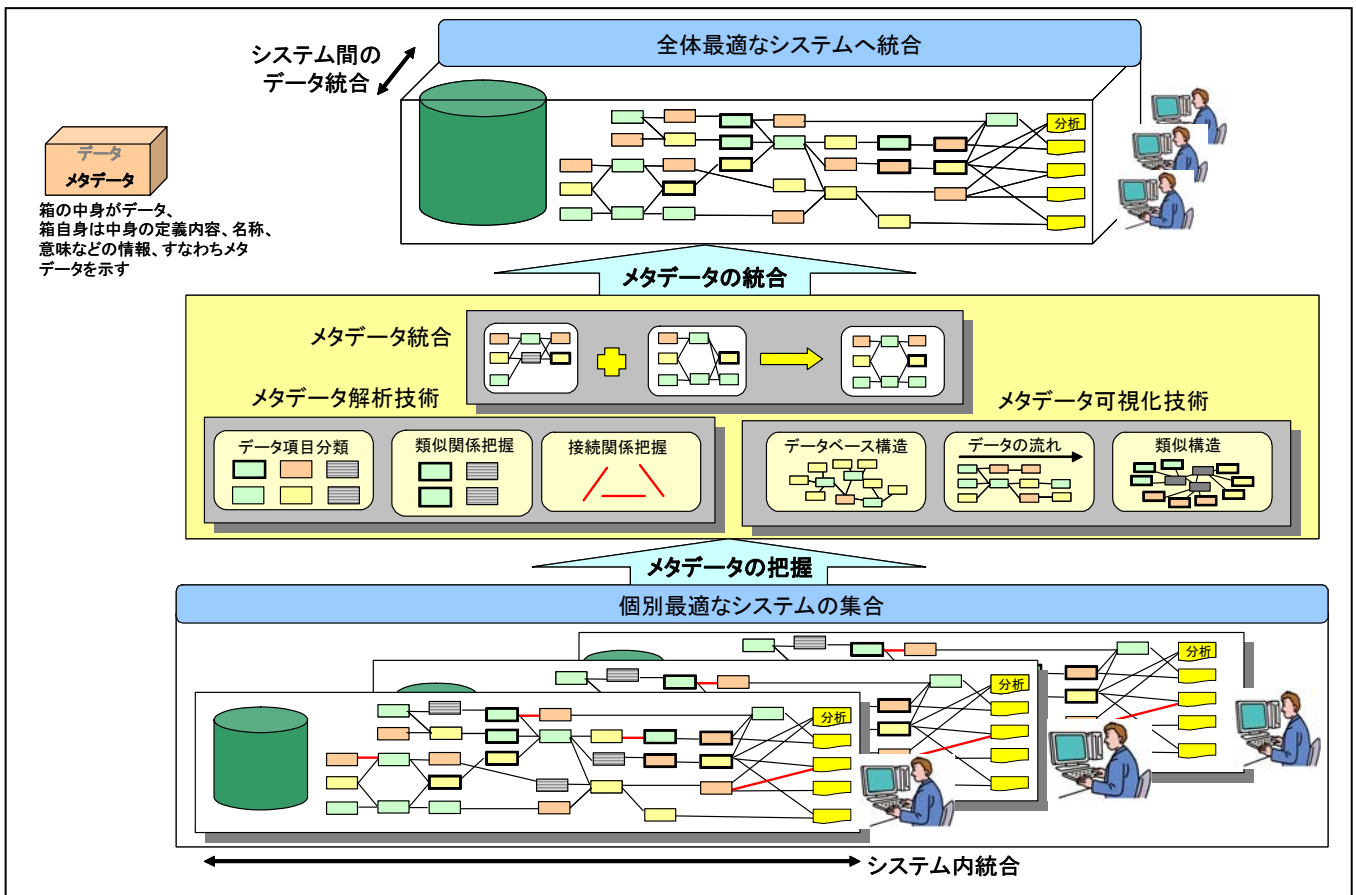 全体最適なシステムへ統合
システム間の
データ統合
分析
データ
メタデータ
箱の中身がデータ、
箱自身は中身の定義内容、名称、
意味などの情報、すなわちメタ
データを示す
メタデータの統合
メタデータ統合
メタデータ解析技術
データ項目分類
類似関係把握
接続関係把握
メタデータ可視化技術
データベース構造
データの流れ
類似構造
メタデータの把握
個別最適なシステムの集合
分析
分析
分析
システム内統合